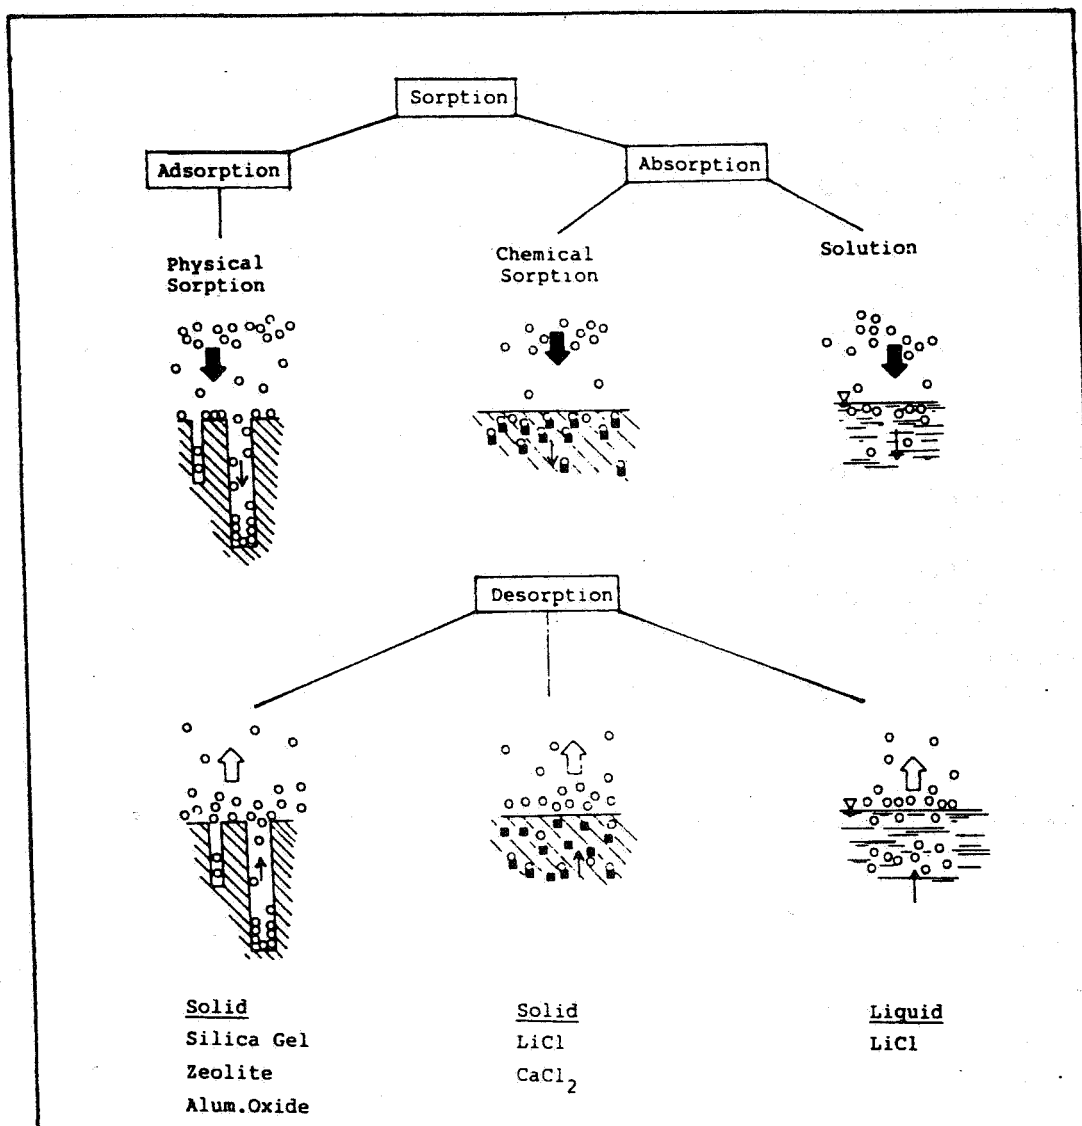 Sorption
Adsorption
Absorption
Physical
Sorption
Chemical
Sorption
Solution
Desorption
Solid
Silica Gel
Zeolite
Alum.Oxide
Solid
LiCl
CaCl2
Liquid
LiCl